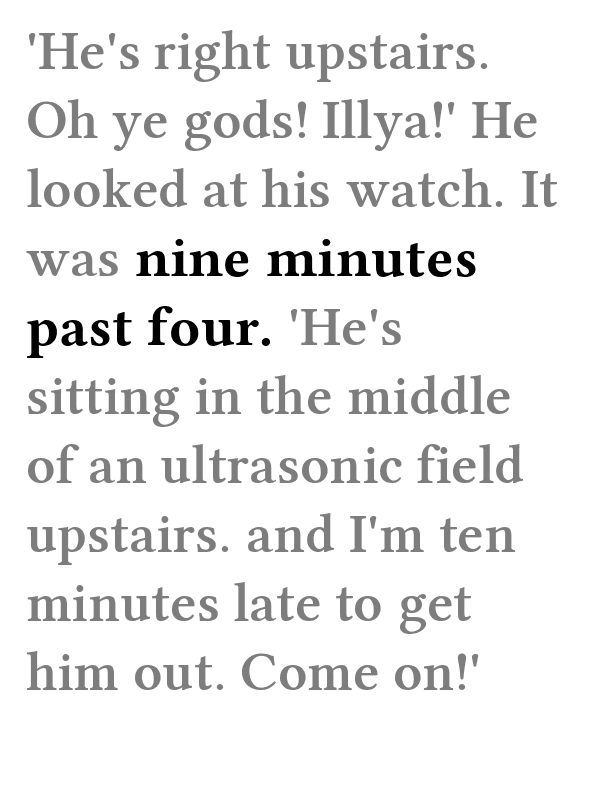 'He's right upstairs.
Oh ye gods! Illya!' He
looked at his watch. It
was nine minutes
past four. 'He's
sitting in the middle
of an ultrasonic field
upstairs. and I'm ten
minutes late to get
him out. Come on!'